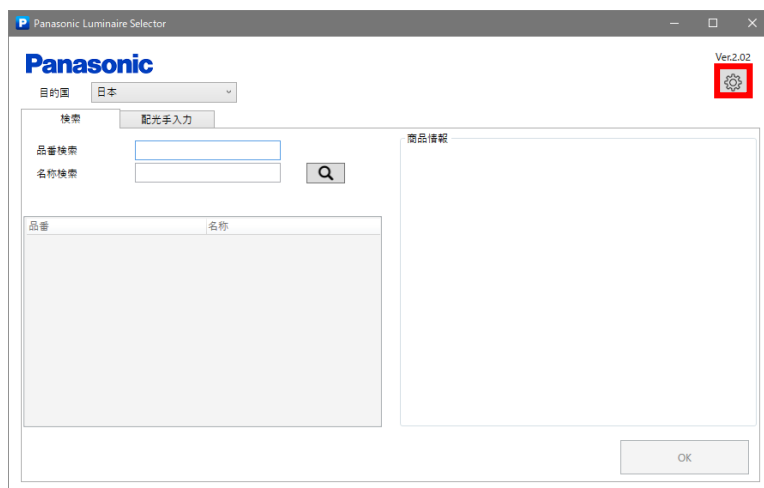 Panasonic Luminaire Selector
Panasonic
Ver.2.02
目的国 日本
検索 配光手入力
品番検索
名称検索
商品情報
品番 名称
OK